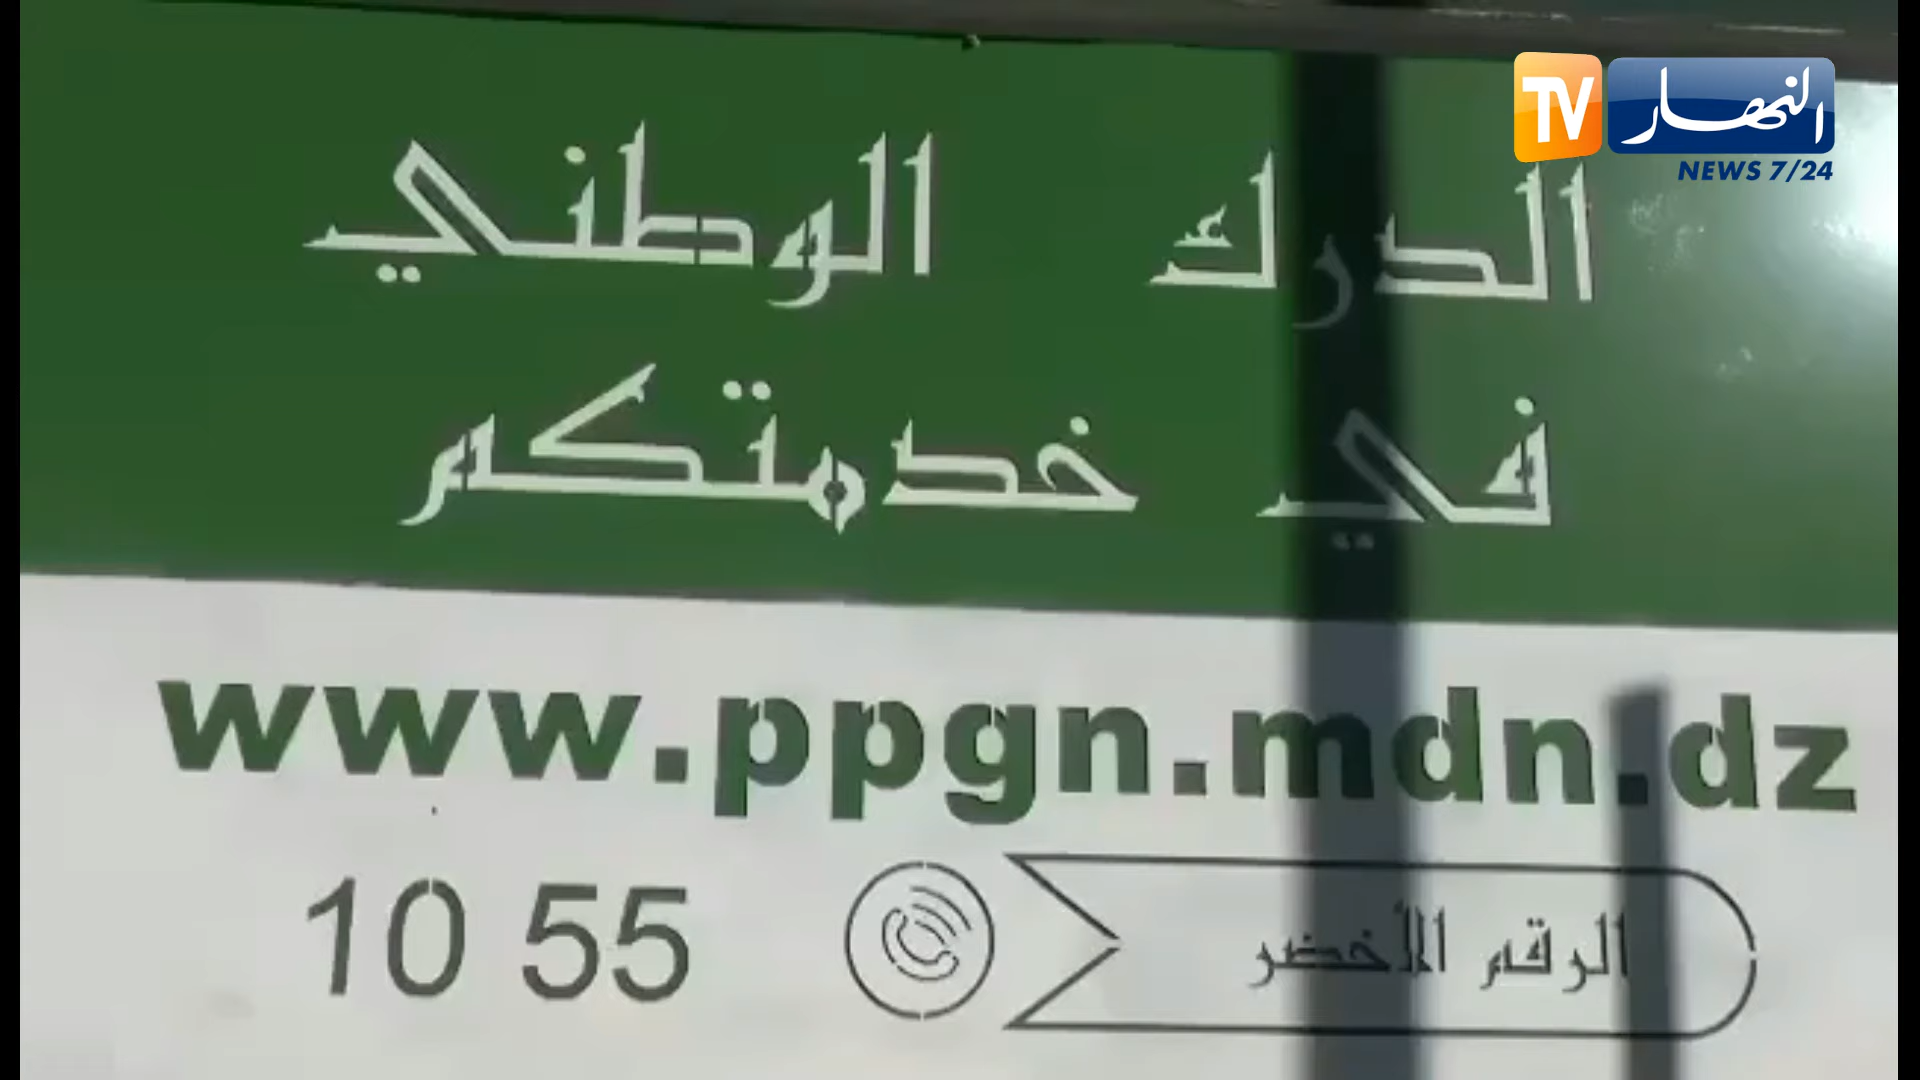 TV النهار
NEWS 7/24
الدرك الوطني
في خدمتكم
www.ppgn.mdn.dz
الرقم الأخضر 10 55